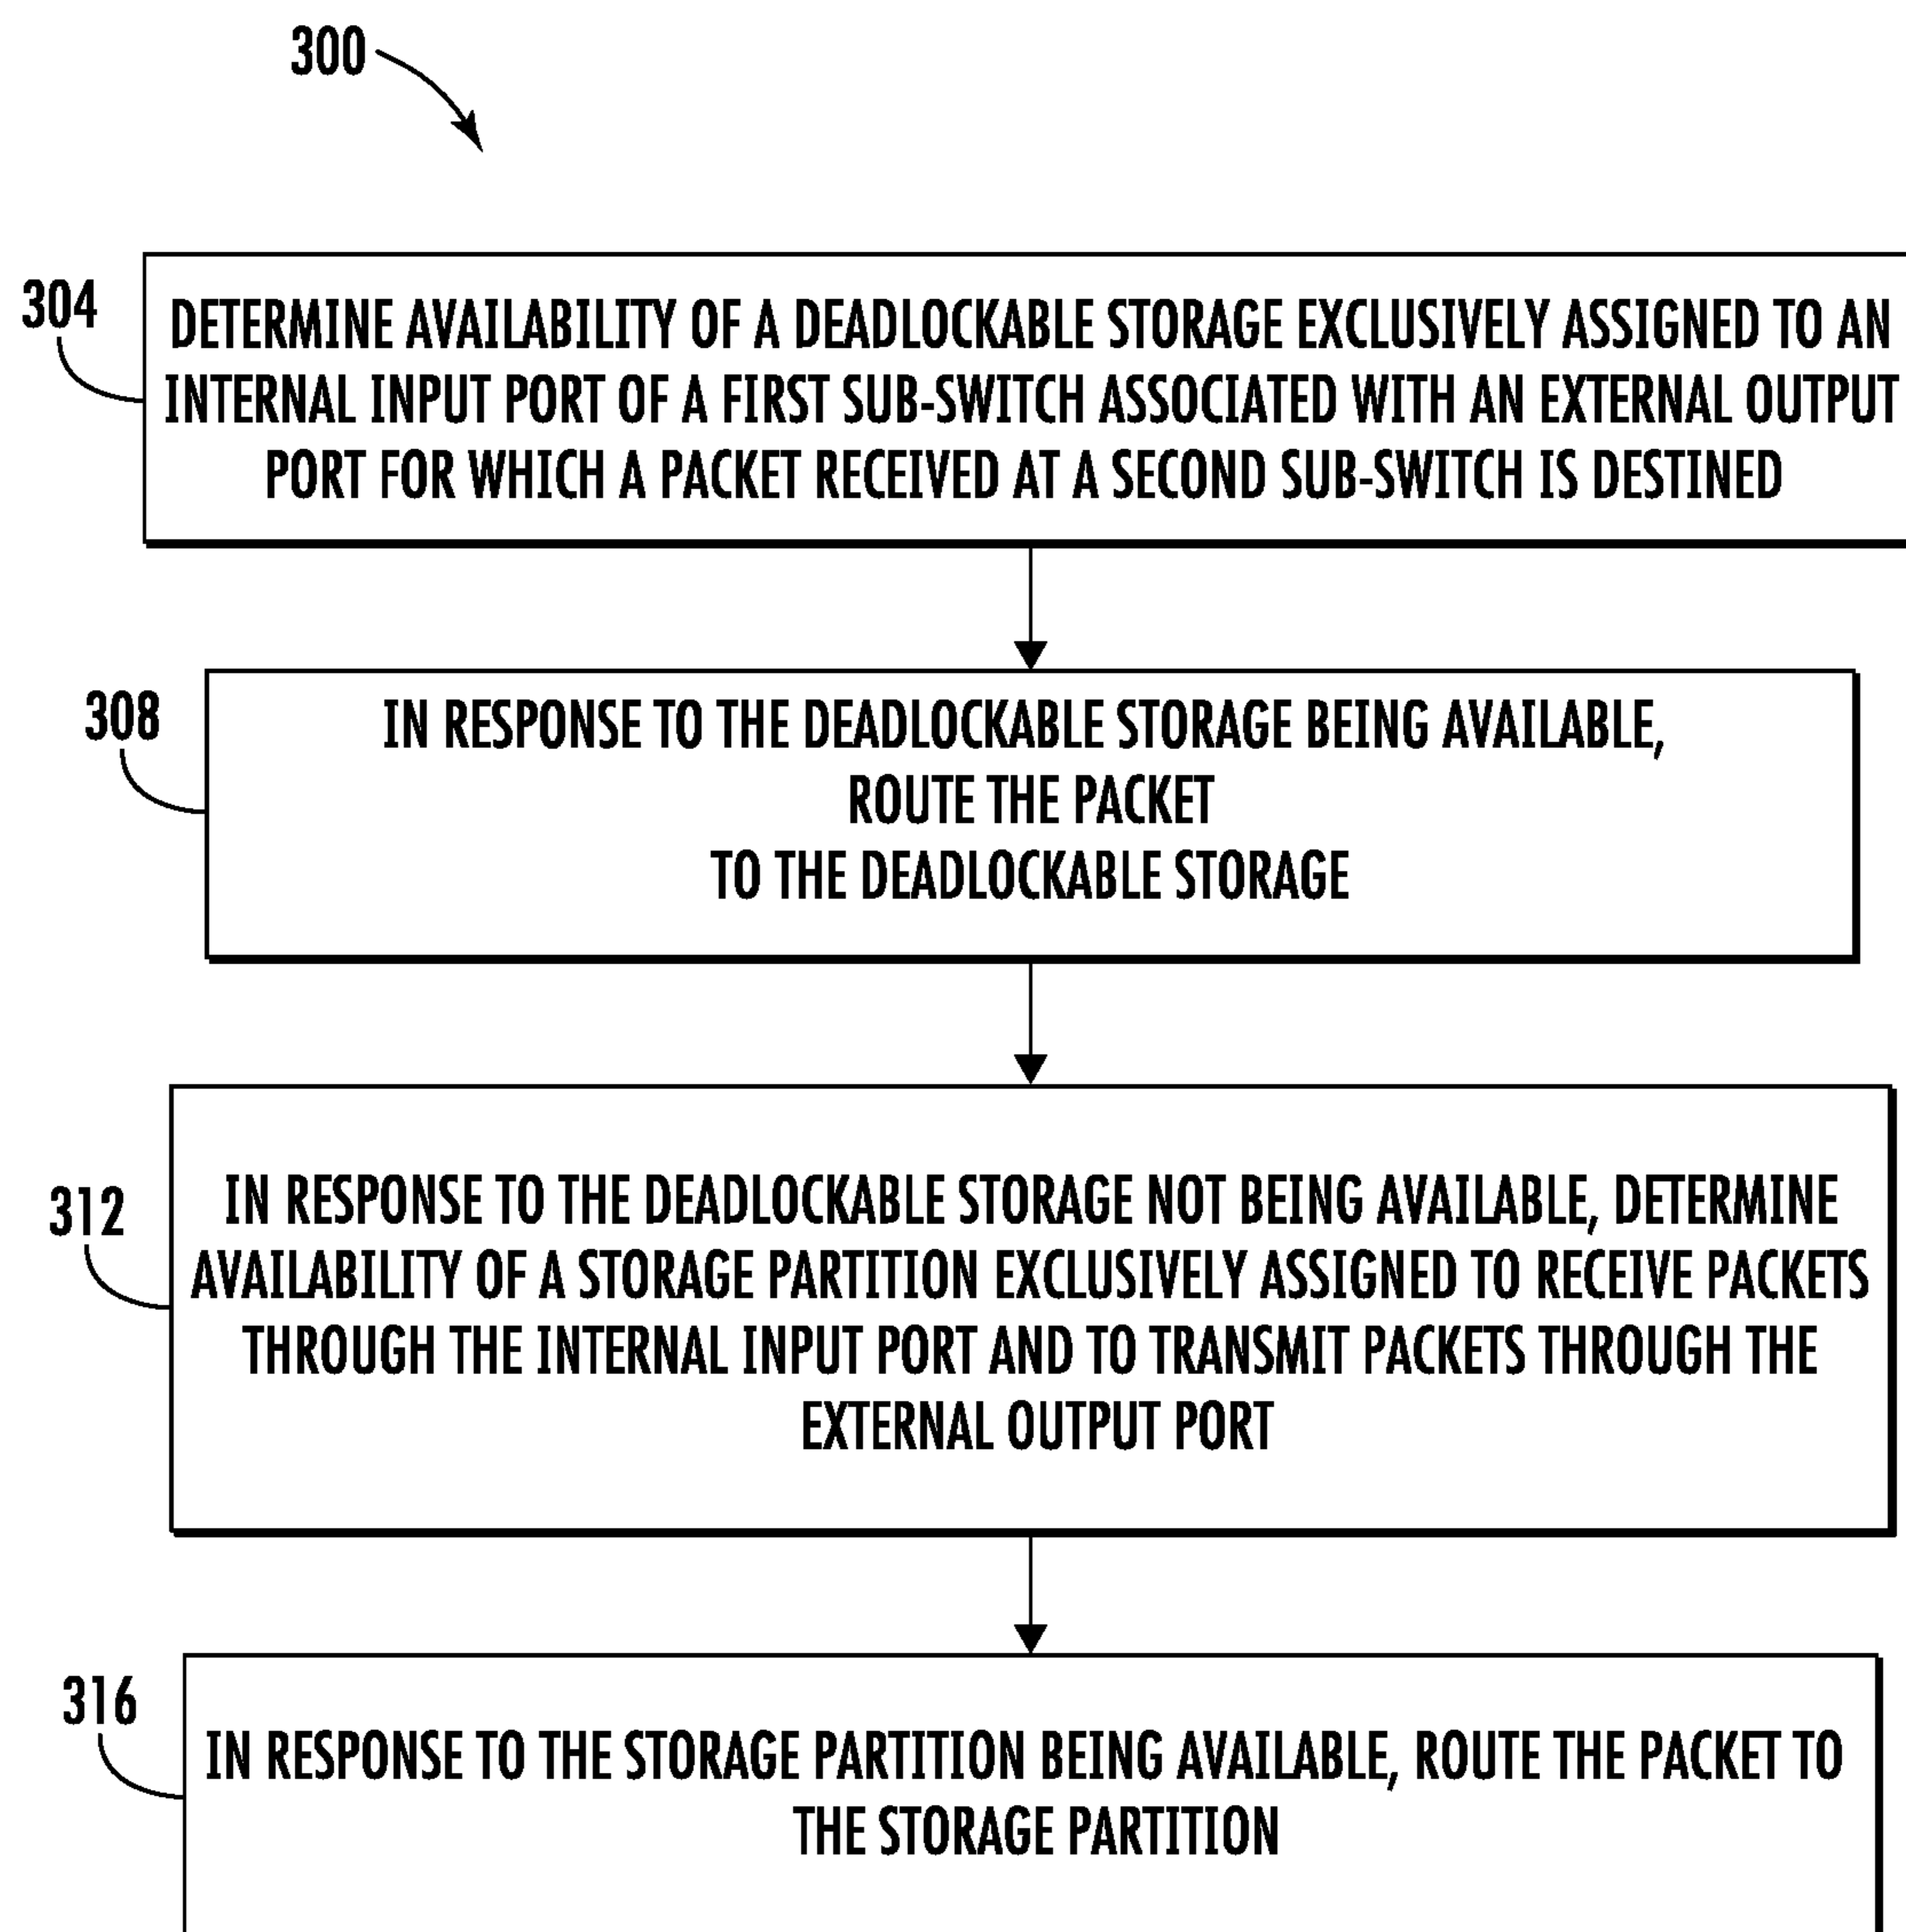 300
304
DETERMINE AVAILABILITY OF A DEADLOCKABLE STORAGE EXCLUSIVELY ASSIGNED TO AN
INTERNAL INPUT PORT OF A FIRST SUB-SWITCH ASSOCIATED WITH AN EXTERNAL OUTPUT
PORT FOR WHICH A PACKET RECEIVED AT A SECOND SUB-SWITCH IS DESTINED
308
IN RESPONSE TO THE DEADLOCKABLE STORAGE BEING AVAILABLE,
ROUTE THE PACKET
TO THE DEADLOCKABLE STORAGE
312
IN RESPONSE TO THE DEADLOCKABLE STORAGE NOT BEING AVAILABLE, DETERMINE
AVAILABILITY OF A STORAGE PARTITION EXCLUSIVELY ASSIGNED TO RECEIVE PACKETS
THROUGH THE INTERNAL INPUT PORT AND TO TRANSMIT PACKETS THROUGH THE
EXTERNAL OUTPUT PORT
316
IN RESPONSE TO THE STORAGE PARTITION BEING AVAILABLE, ROUTE THE PACKET TO
THE STORAGE PARTITION